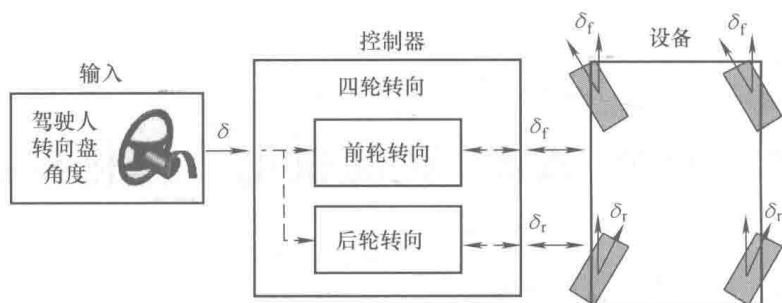 输入
驾驶人
转向盘
角度
δ
控制器
四轮转向
前轮转向
后轮转向
δf
δr
设备
δf
δf
δr
δr